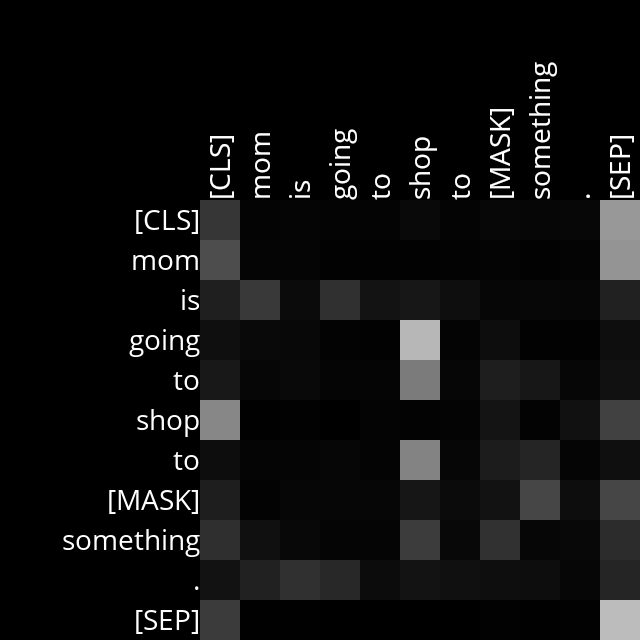 [CLS] mom is going to shop to [MASK] something . [SEP]
[CLS]
mom
is
going
to
shop
to
[MASK]
something
.
[SEP]